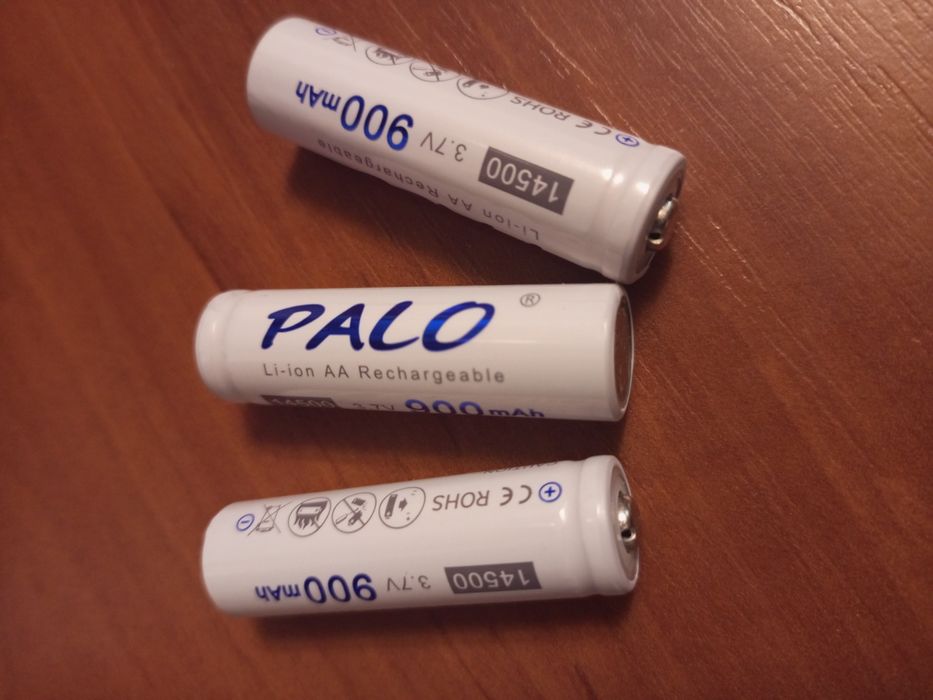 CE ROHS
900mAh 3.7V 14500
Li-ion AA Rechargeable
PALO ®
Li-ion AA Rechargeable
14500 3.7V 900mAh
CAUTION
CE ROHS
900mAh 3.7V 14500